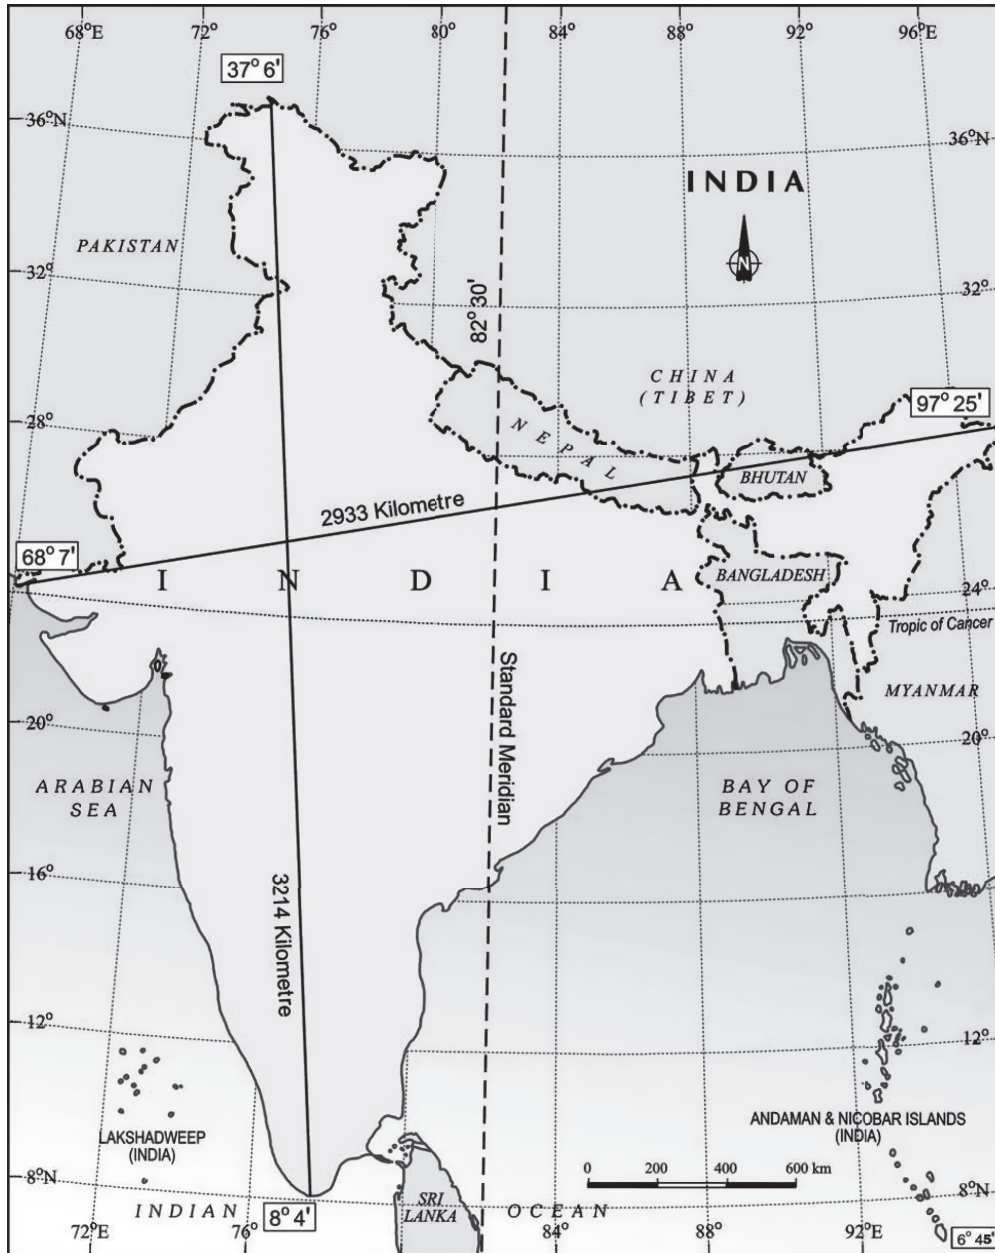 68°E 72° 76° 80° 84° 88° 92° 96°E
37° 6'
36°N
36°N
INDIA
PAKISTAN
N
32°
32°
82° 30'
CHINA
(TIBET)
97° 25'
28°
NEPAL
BHUTAN
2933 Kilometre
68° 7'
INDIA
BANGLADESH
24°
Tropic of Cancer
Standard Meridian
MYANMAR
20°
20°
ARABIAN
SEA
BAY OF
BENGAL
16°
3214 Kilometre
12°
12°
LAKSHADWEEP
(INDIA)
ANDAMAN & NICOBAR ISLANDS
(INDIA)
0 200 400 600 km
8°N
8°N
SRI
LANKA
INDIAN OCEAN
8° 4'
6° 45'
72°E 76° 84° 88° 92°E